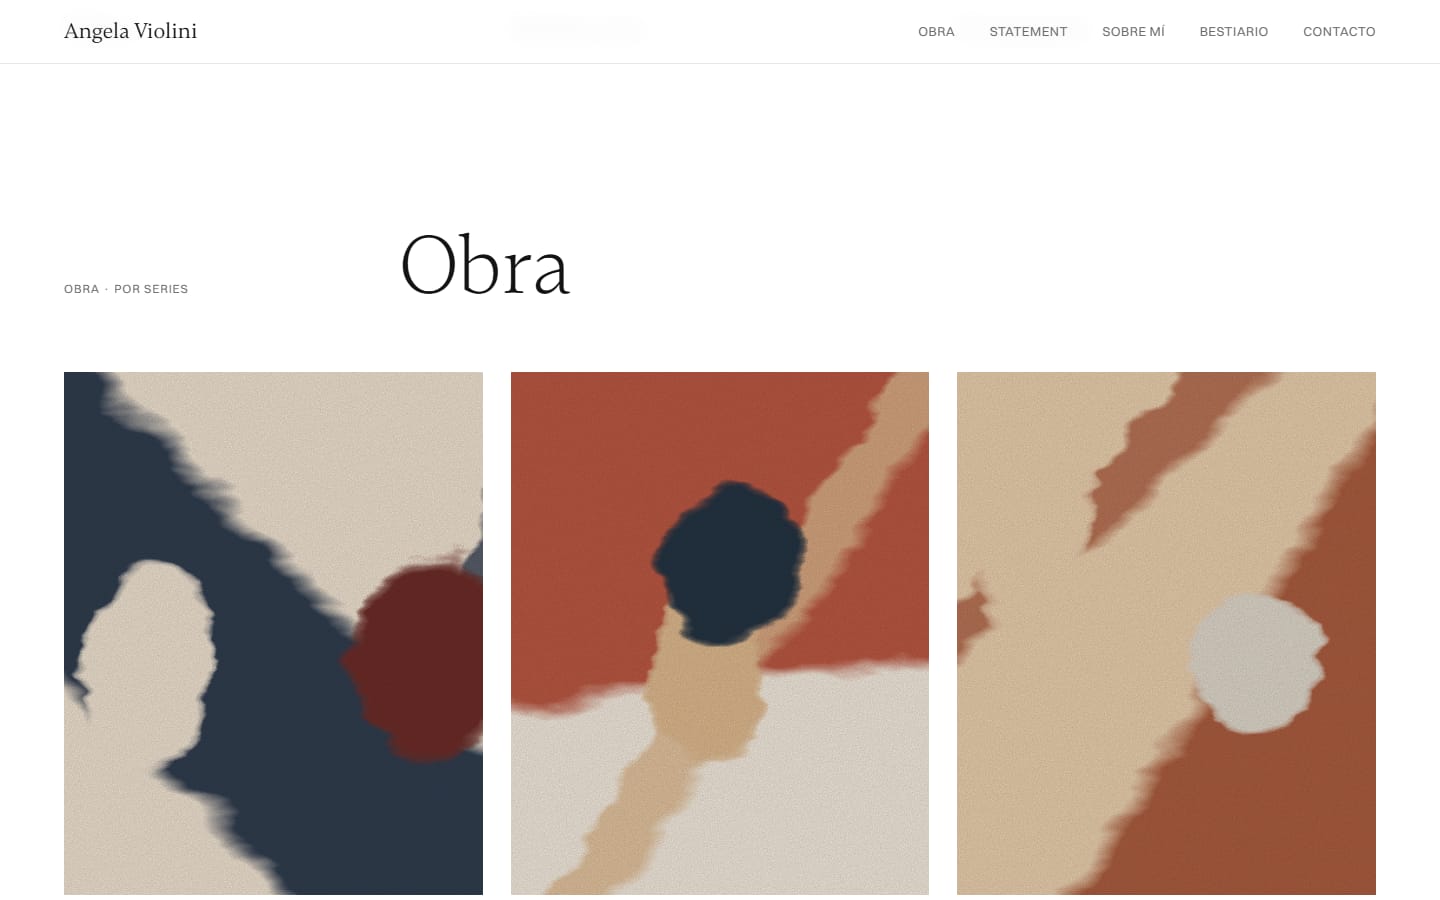 Angela Violini
OBRA
STATEMENT
SOBRE MÍ
BESTIARIO
CONTACTO
OBRA · POR SERIES
Obra